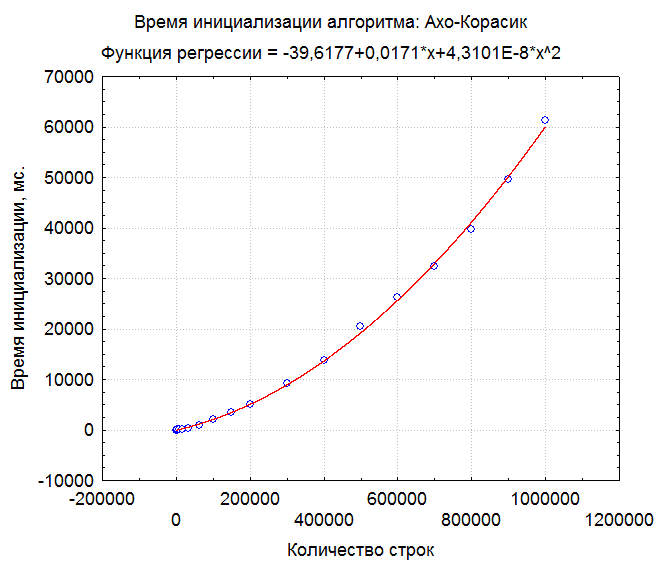 Время инициализации алгоритма: Ахо-Корасик
Функция регрессии = -39,6177+0,0171*x+4,3101E-8*x^2
70000
60000
50000
40000
30000
20000
10000
0
-10000
Время инициализации, мс.
-200000 200000 600000 1000000
0 400000 800000 1200000
Количество строк